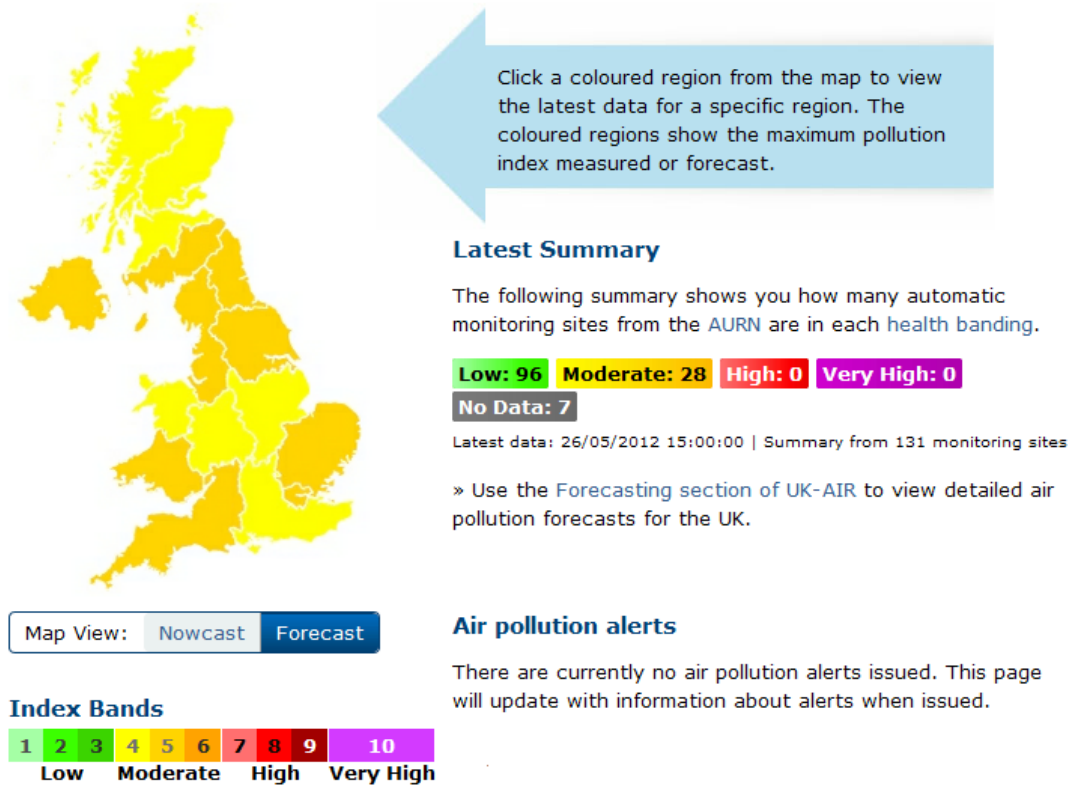 Click a coloured region from the map to view
the latest data for a specific region. The
coloured regions show the maximum pollution
index measured or forecast.
Latest Summary
The following summary shows you how many automatic
monitoring sites from the AURN are in each health banding.
Low: 96 Moderate: 28 High: 0 Very High: 0
No Data: 7
Latest data: 26/05/2012 15:00:00 | Summary from 131 monitoring sites
» Use the Forecasting section of UK-AIR to view detailed air
pollution forecasts for the UK.
Map View: Nowcast Forecast
Air pollution alerts
There are currently no air pollution alerts issued. This page
will update with information about alerts when issued.
Index Bands
1 2 3 4 5 6 7 8 9 10
Low Moderate High Very High